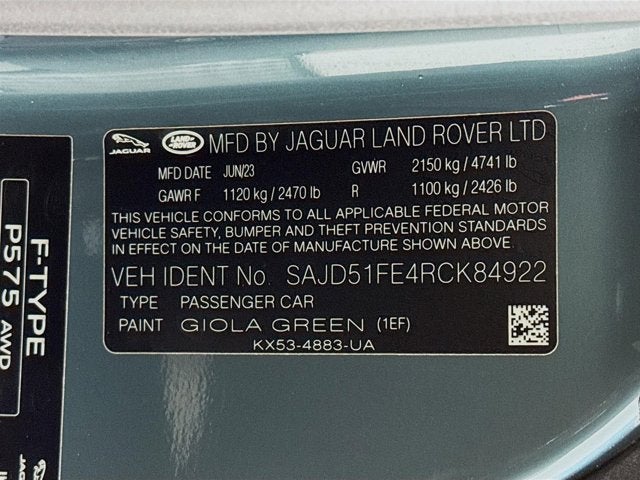 JAGUAR LAND ROVER MFD BY JAGUAR LAND ROVER LTD
MFD DATE JUN/23 GVWR 2150 kg / 4741 lb
GAWR F 1120 kg / 2470 lb R 1100 kg / 2426 lb
THIS VEHICLE CONFORMS TO ALL APPLICABLE FEDERAL MOTOR
VEHICLE SAFETY, BUMPER AND THEFT PREVENTION STANDARDS
IN EFFECT ON THE DATE OF MANUFACTURE SHOWN ABOVE.
VEH IDENT No. SAJD51FE4RCK84922
TYPE PASSENGER CAR
PAINT GIOLA GREEN (1EF)
KX53-4883-UA
F-TYPE
P575 AWD